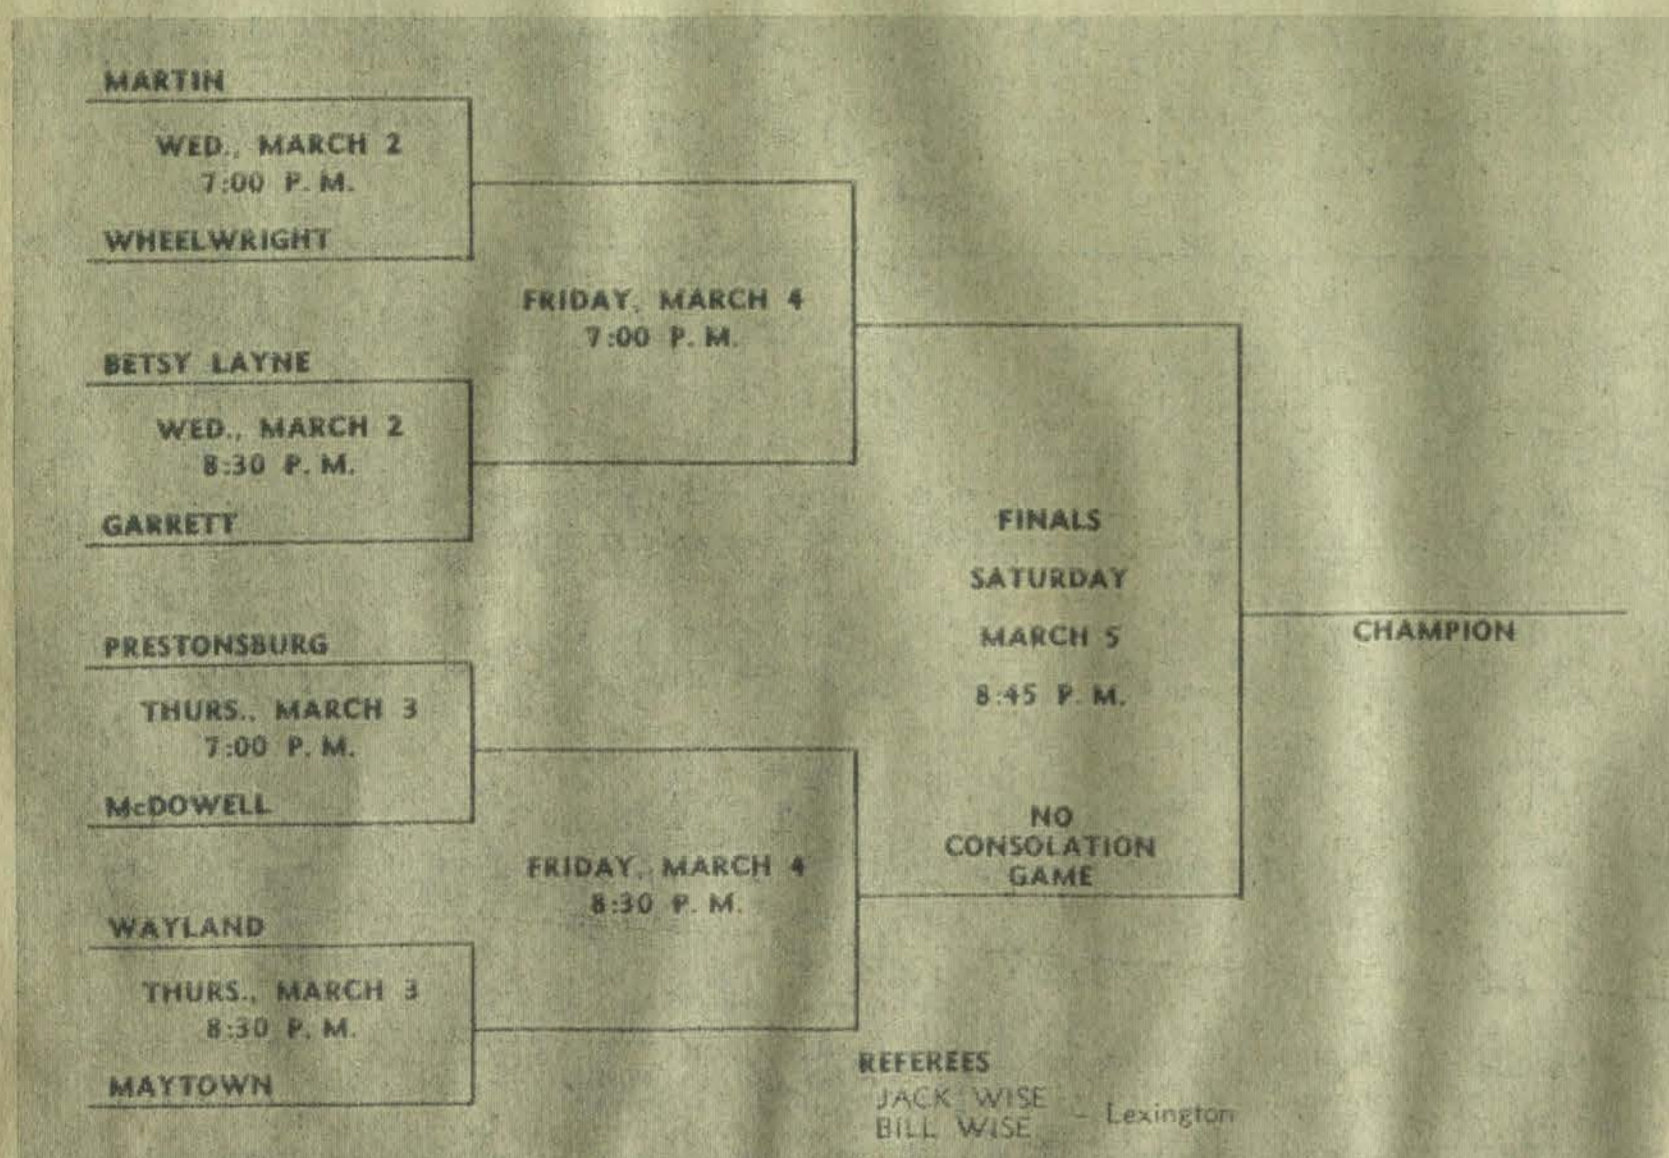 MARTIN
WED., MARCH 2
7:00 P. M.
WHEELWRIGHT
BETSY LAYNE
WED., MARCH 2
8:30 P. M.
GARRETT
PRESTONSBURG
THURS., MARCH 3
7:00 P. M.
McDOWELL
WAYLAND
THURS., MARCH 3
8:30 P. M.
MAYTOWN
FRIDAY, MARCH 4
7:00 P. M.
FRIDAY, MARCH 4
8:30 P. M.
FINALS
SATURDAY
MARCH 5
8:45 P. M.
NO
CONSOLATION
GAME
CHAMPION
REFEREES
JACK WISE
BILL WISE - Lexington